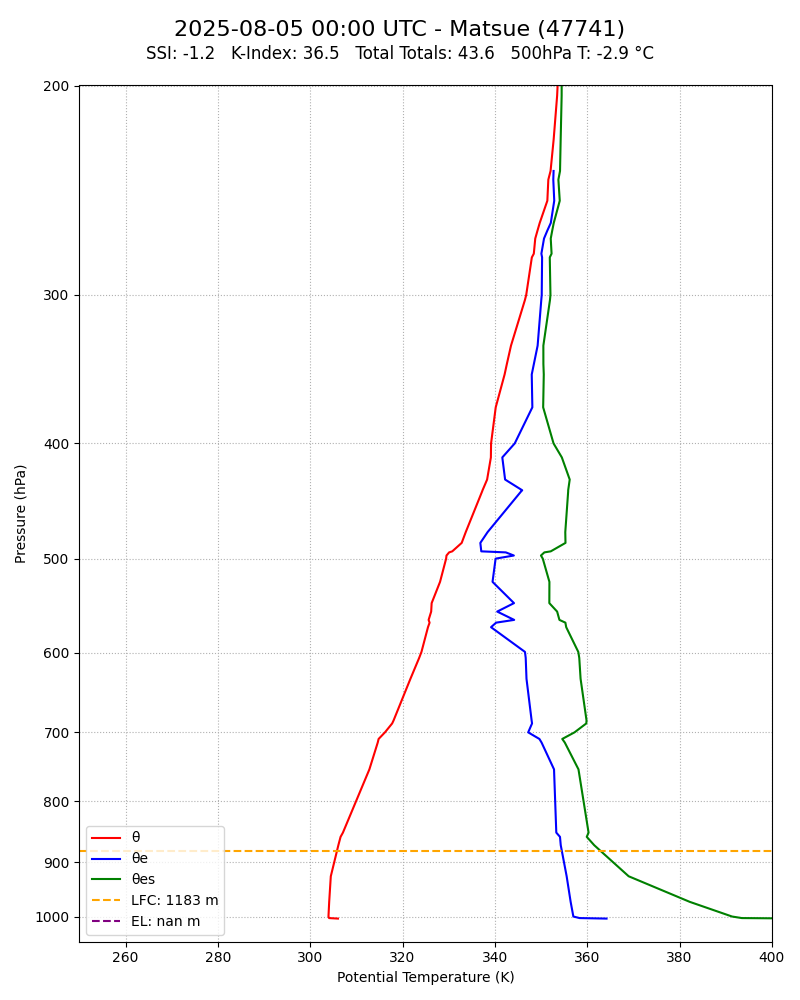 2025-08-05 00:00 UTC - Matsue (47741)
SSI: -1.2 K-Index: 36.5 Total Totals: 43.6 500hPa T: -2.9 °C
200
300
400
500
600
700
800
900
1000
Pressure (hPa)
θ
θe
θes
LFC: 1183 m
EL: nan m
260 280 300 320 340 360 380 400
Potential Temperature (K)